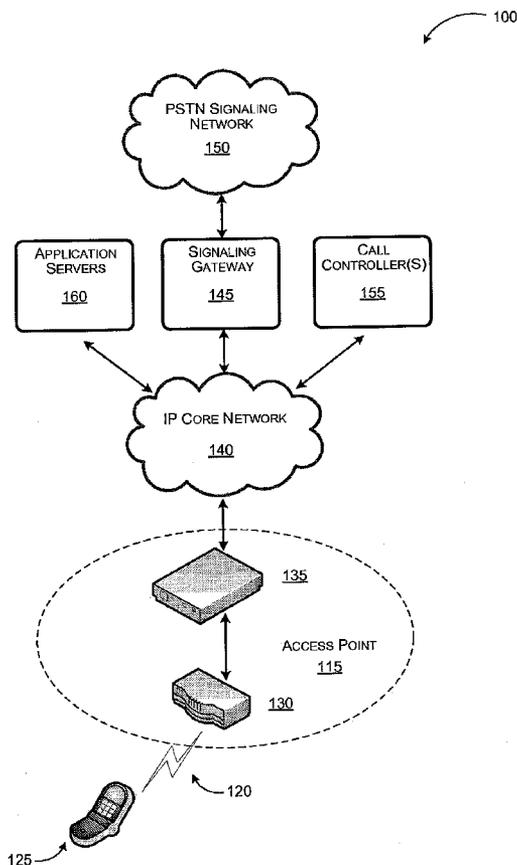 100
PSTN SIGNALING
NETWORK
150
APPLICATION
SERVERS
160
SIGNALING
GATEWAY
145
CALL
CONTROLLER(S)
155
IP CORE NETWORK
140
135
ACCESS POINT
115
130
120
125